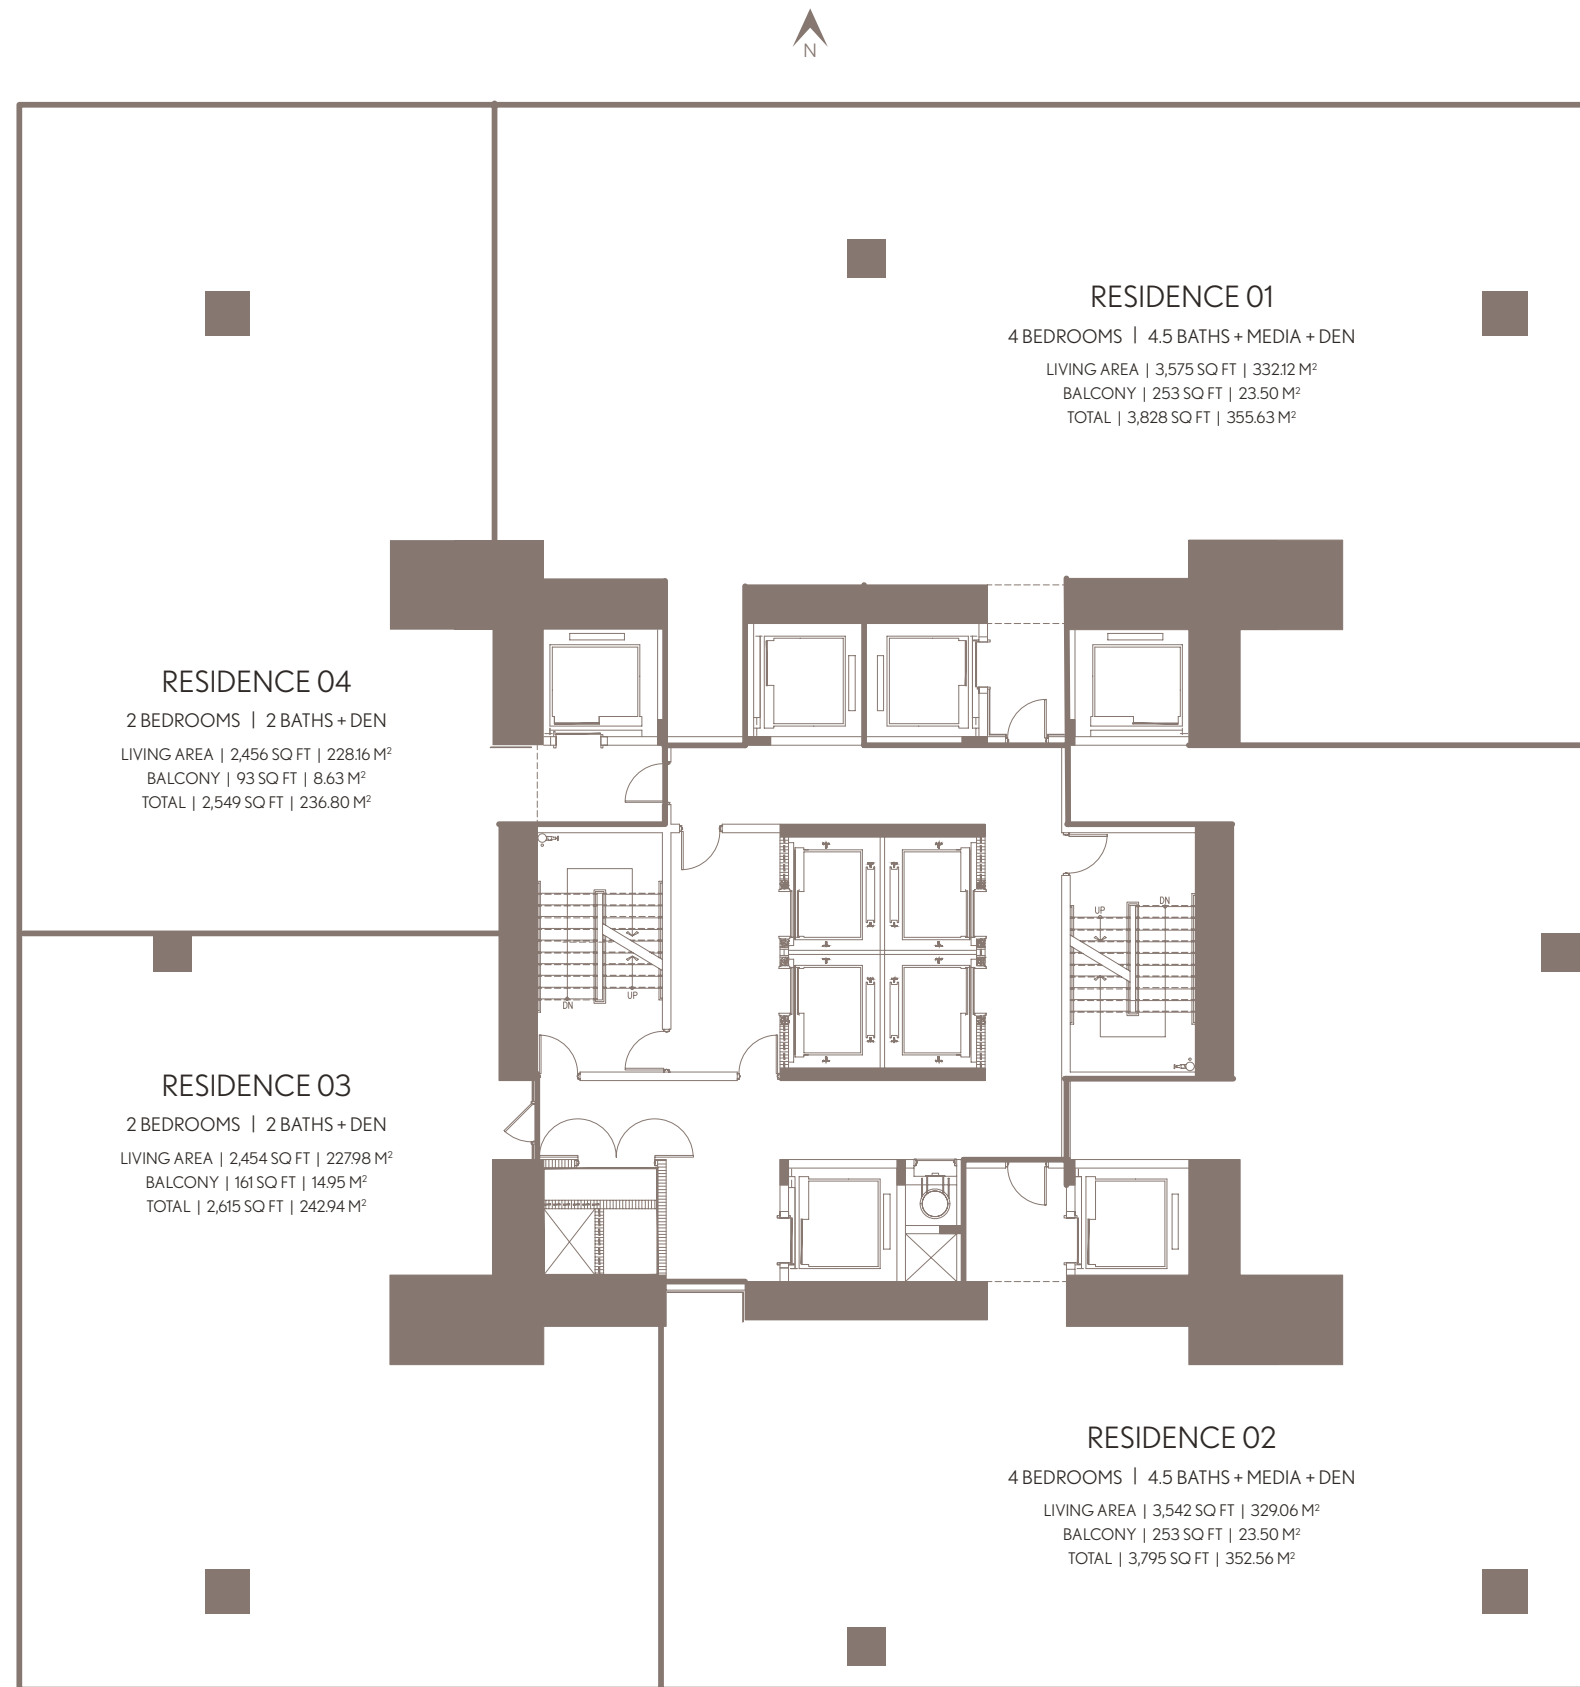 N
RESIDENCE 01
4 BEDROOMS | 4.5 BATHS + MEDIA + DEN
LIVING AREA | 3,575 SQ FT | 332.12 M²
BALCONY | 253 SQ FT | 23.50 M²
TOTAL | 3,828 SQ FT | 355.63 M²
RESIDENCE 04
2 BEDROOMS | 2 BATHS + DEN
LIVING AREA | 2,456 SQ FT | 228.16 M²
BALCONY | 93 SQ FT | 8.63 M²
TOTAL | 2,549 SQ FT | 236.80 M²
UP
DN
DN
UP
RESIDENCE 03
2 BEDROOMS | 2 BATHS + DEN
LIVING AREA | 2,454 SQ FT | 227.98 M²
BALCONY | 161 SQ FT | 14.95 M²
TOTAL | 2,615 SQ FT | 242.94 M²
RESIDENCE 02
4 BEDROOMS | 4.5 BATHS + MEDIA + DEN
LIVING AREA | 3,542 SQ FT | 329.06 M²
BALCONY | 253 SQ FT | 23.50 M²
TOTAL | 3,795 SQ FT | 352.56 M²